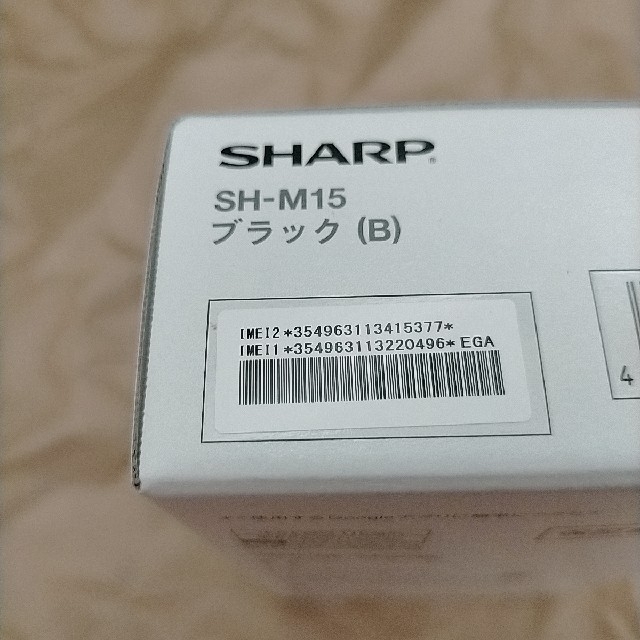 SHARP
SH-M15
ブラック (B)
IMEI2*354963113415377*
IMEI1*354963113220496* EGA
4